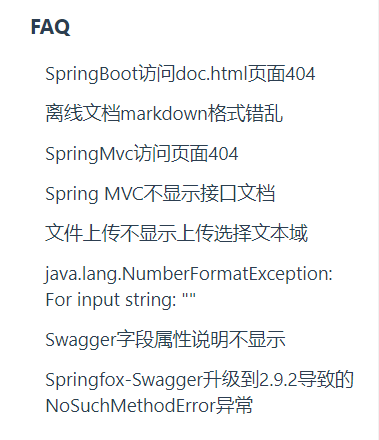 FAQ
SpringBoot访问doc.html页面404
离线文档markdown格式错乱
SpringMvc访问页面404
Spring MVC不显示接口文档
文件上传不显示上传选择文本域
java.lang.NumberFormatException:
For input string: ""
Swagger字段属性说明不显示
Springfox-Swagger升级到2.9.2导致的
NoSuchMethodError异常